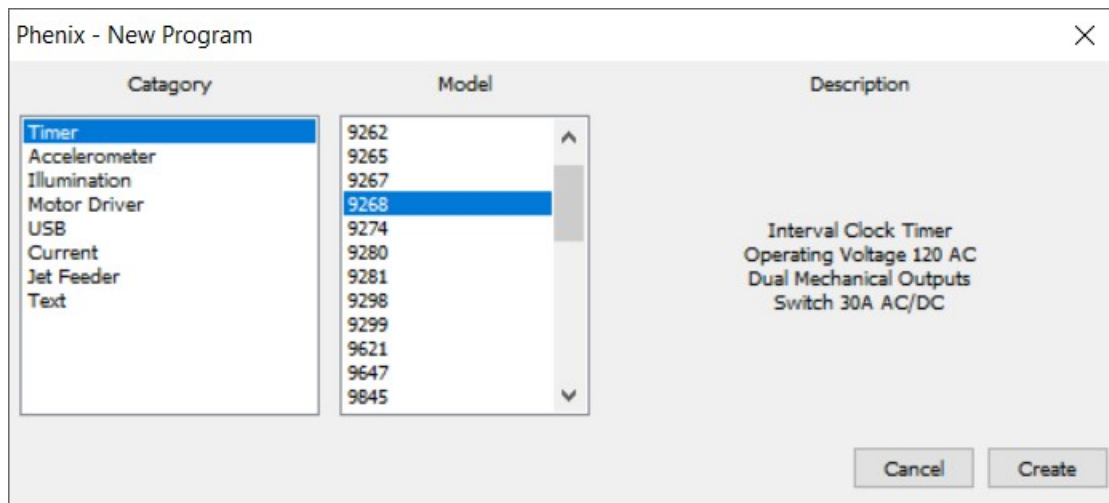 Phenix - New Program
Catagory
Model
Description
Timer
Accelerometer
Illumination
Motor Driver
USB
Current
Jet Feeder
Text
9262
9265
9267
9268
9274
9280
9281
9298
9299
9621
9647
9845
Interval Clock Timer
Operating Voltage 120 AC
Dual Mechanical Outputs
Switch 30A AC/DC
Cancel
Create